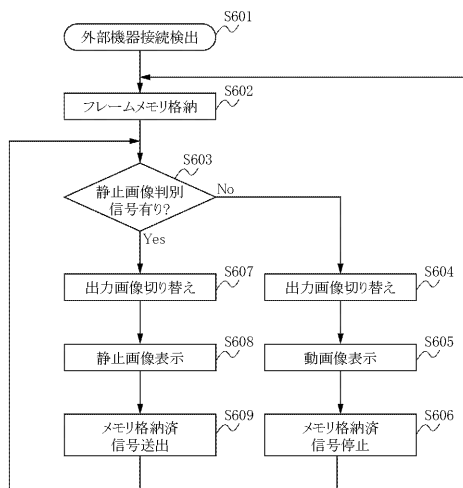 S601
外部機器接続検出
S602
フレームメモリ格納
S603
静止画像判別
信号有り?
No
Yes
S607
出力画像切り替え
S604
出力画像切り替え
S608
静止画像表示
S605
動画像表示
S609
メモリ格納済
信号送出
S606
メモリ格納済
信号停止